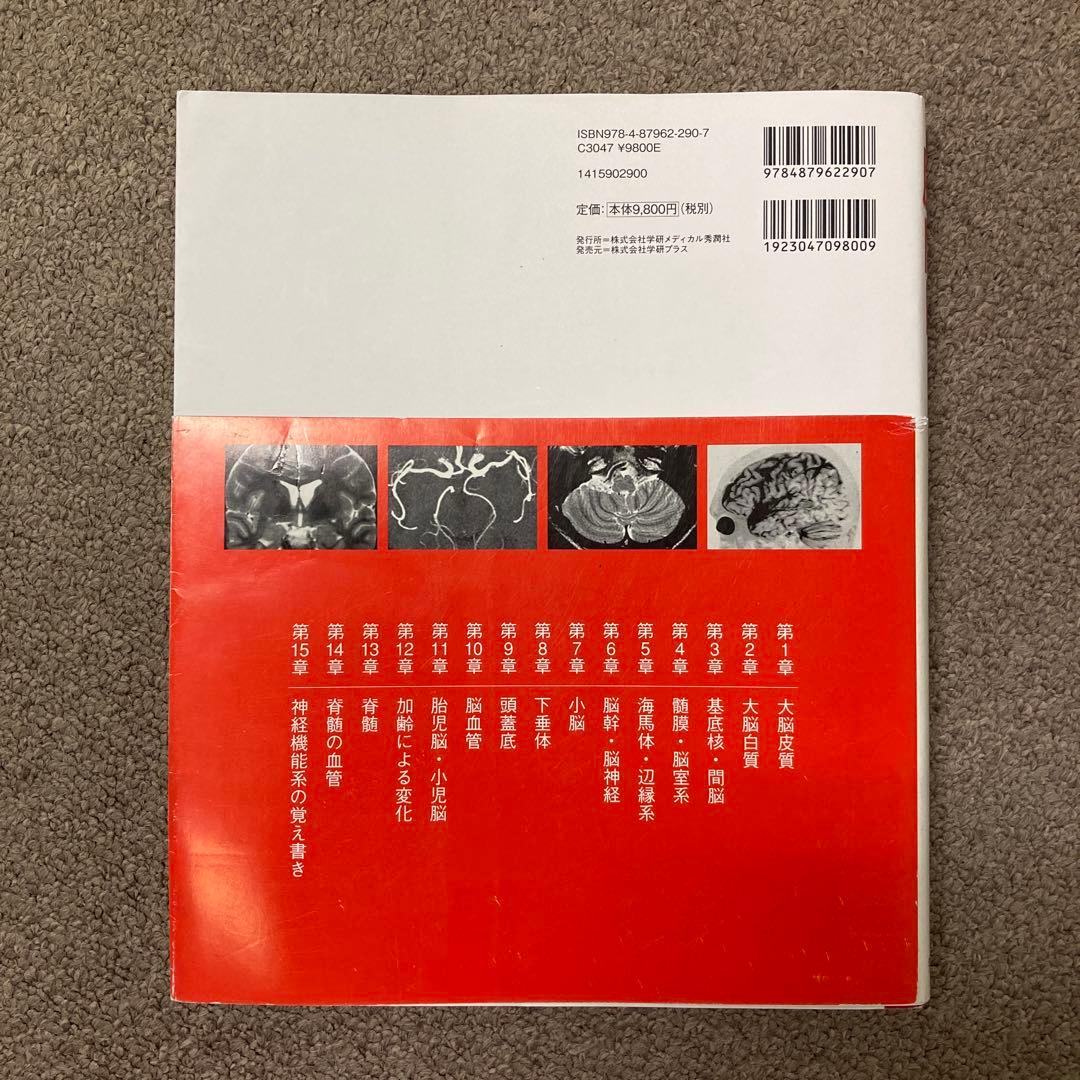 ISBN978-4-87962-290-7
C3047 ¥9800E
1415902900
定価：本体9,800円（税別）
発行所＝株式会社学研メディカル秀潤社
発売元＝株式会社学研プラス
9784879622907
1923047098009
第1章 大脳皮質
第2章 大脳白質
第3章 基底核・間脳
第4章 髄膜・脳室系
第5章 海馬体・辺縁系
第6章 脳幹・脳神経
第7章 小脳
第8章 下垂体
第9章 頭蓋底
第10章 脳血管
第11章 胎児脳・小児脳
第12章 加齢による変化
第13章 脊髄
第14章 脊髄の血管
第15章 神経機能系の覚え書き